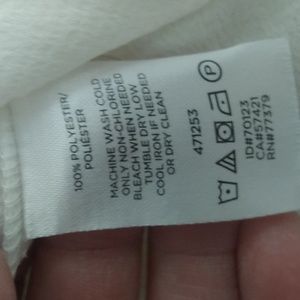 100% POLYESTER/
POLIÉSTER
MACHINE WASH COLD
ONLY NON-CHLORINE
BLEACH WHEN NEEDED
TUMBLE DRY LOW
COOL IRON IF NEEDED
OR DRY CLEAN
471253
P
ID#70123
CA#57421
RN#77379